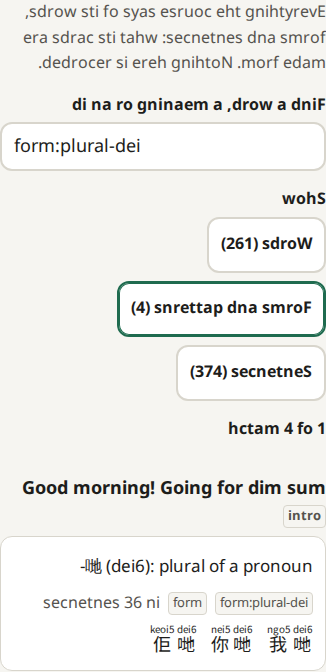 ,sdrow sti fo syas esruoc eht gnihtyrevE
era sdrac sti tahw :secnetnes dna smrof
.dedrocer si ereh gnihtoN .morf edam
di na ro gninaem a ,drow a dniF
form:plural-dei
wohS
(261) sdroW
(4) snrettap dna smroF
(374) secnetneS
hctam 4 fo 1
Good morning! Going for dim sum
intro
-哋 (dei6): plural of a pronoun
secnetnes 36 ni form form:plural-dei
keoi5 dei6 nei5 dei6 ngo5 dei6
佢 哋 你 哋 我 哋